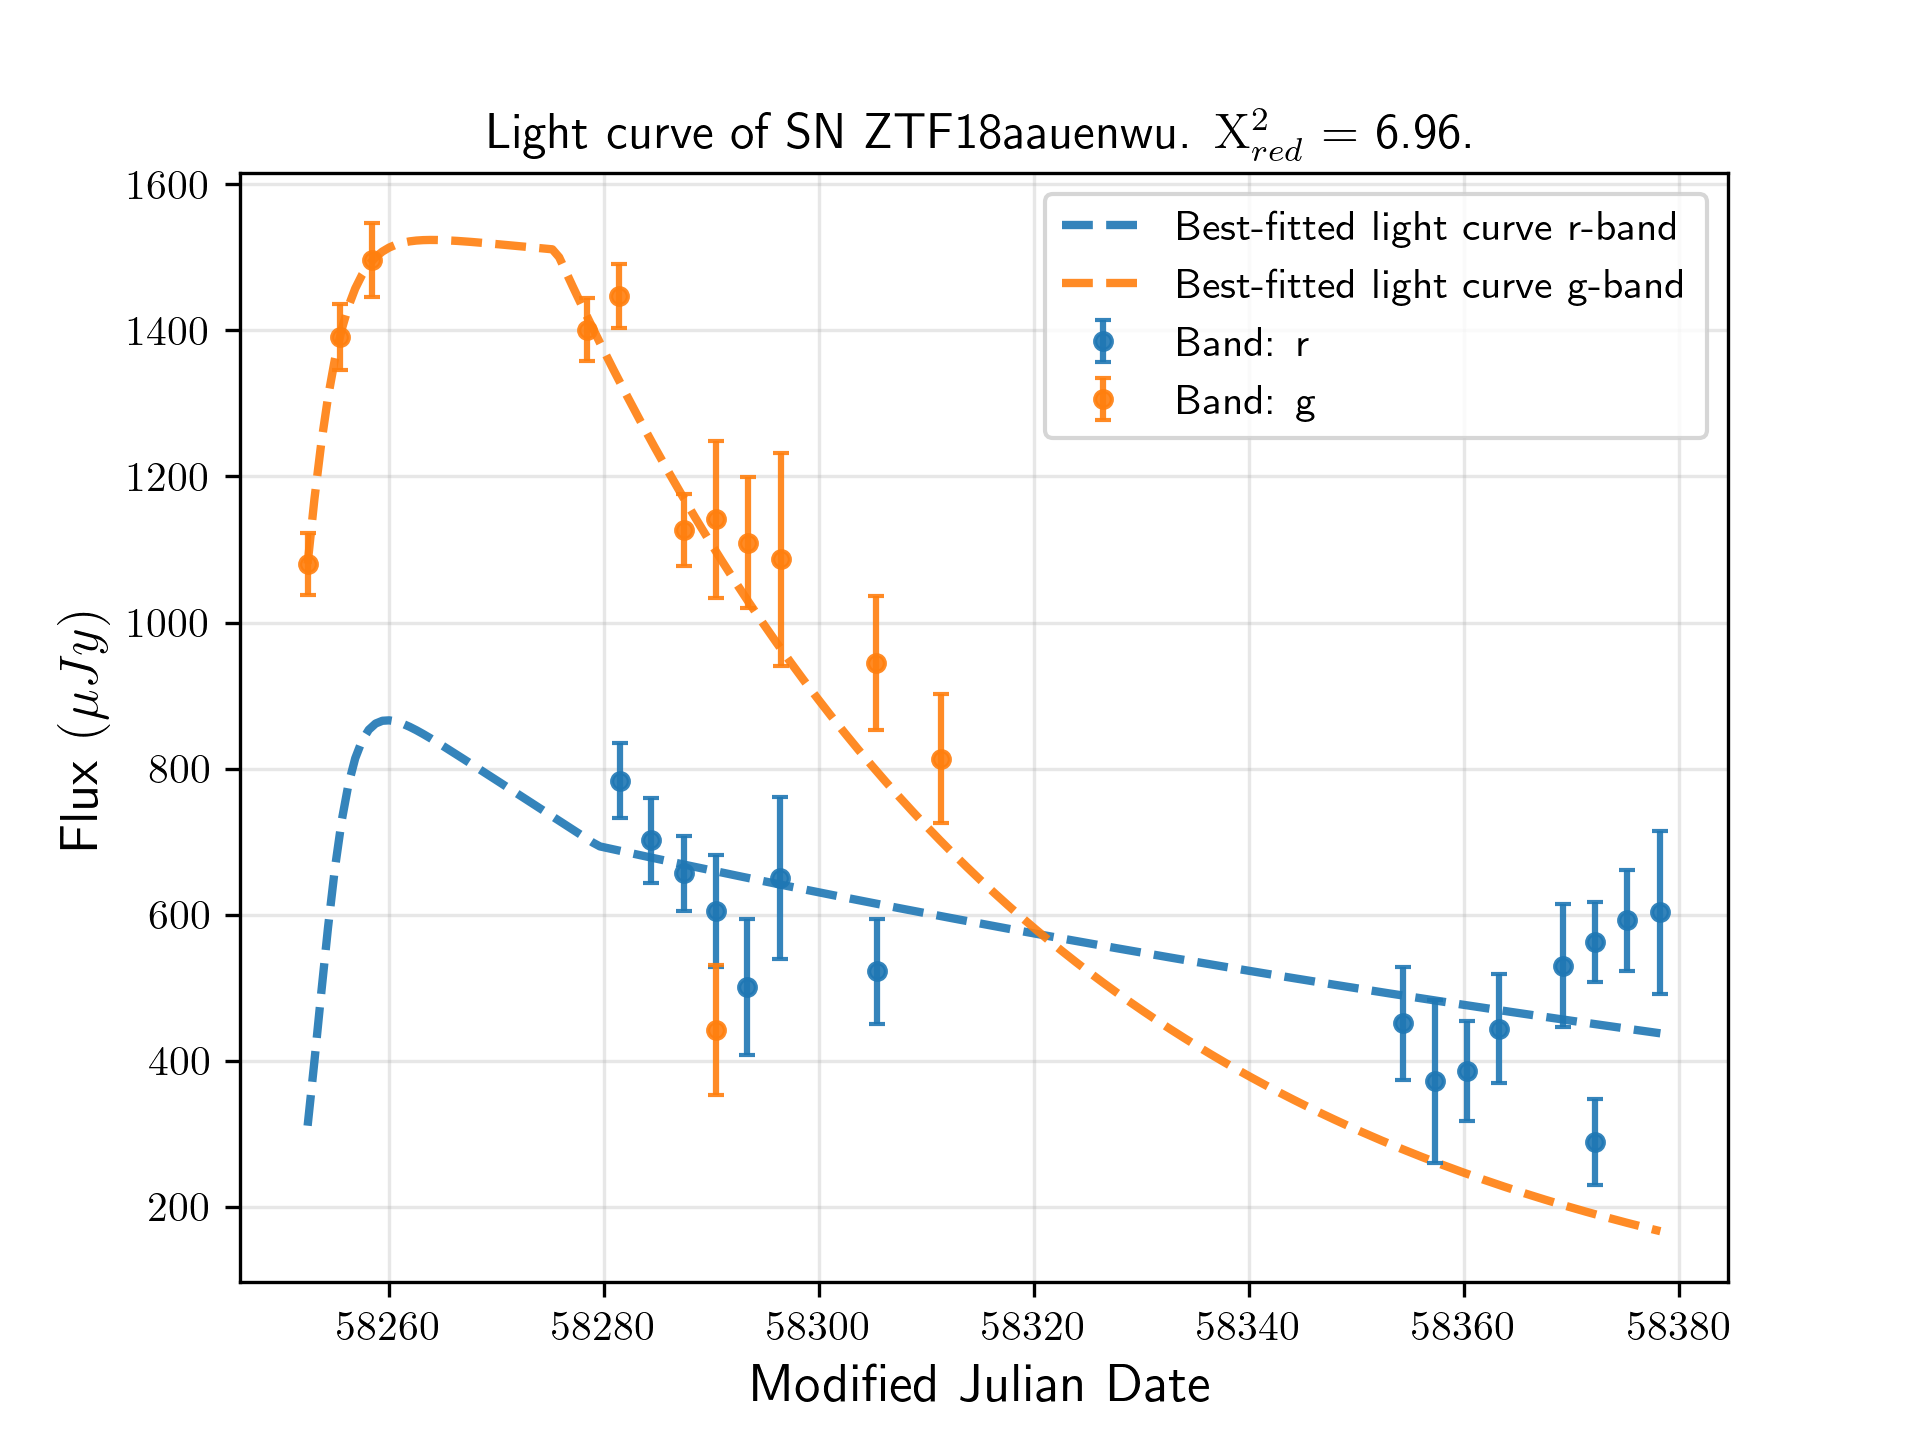 Light curve of SN ZTF18aauenwu. X²_red = 6.96.
1600
1400
1200
1000
800
600
400
200
Flux (μJy)
Best-fitted light curve r-band
Best-fitted light curve g-band
Band: r
Band: g
58260 58280 58300 58320 58340 58360 58380
Modified Julian Date